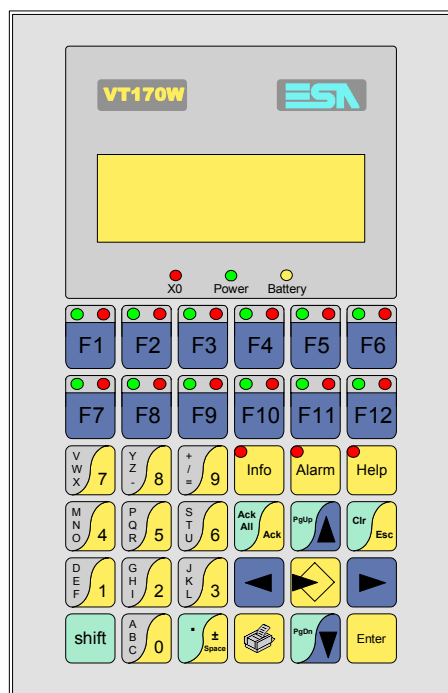 VT170W ESA
X0 Power Battery
F1 F2 F3 F4 F5 F6
F7 F8 F9 F10 F11 F12
V W X 7 Y Z - 8 + / = 9 Info Alarm Help
M N O 4 P Q R 5 S T U 6 Ack All Ack PgUp Clr Esc
D E F 1 G H I 2 J K L 3
shift A B C 0 . ± Space PgDn Enter